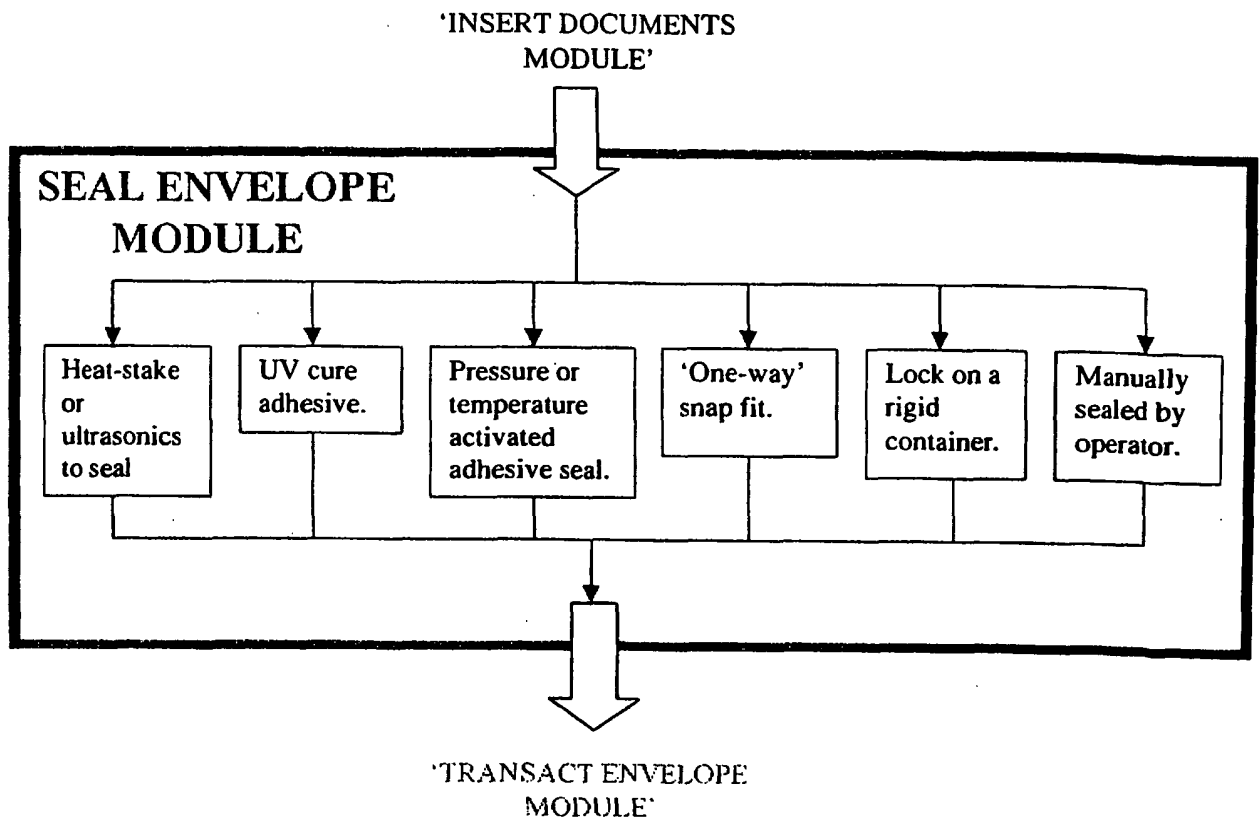 'INSERT DOCUMENTS
MODULE'
SEAL ENVELOPE
MODULE
Heat-stake
or
ultrasonics
to seal
UV cure
adhesive.
Pressure or
temperature
activated
adhesive seal.
'One-way'
snap fit.
Lock on a
rigid
container.
Manually
sealed by
operator.
'TRANSACT ENVELOPE
MODULE'